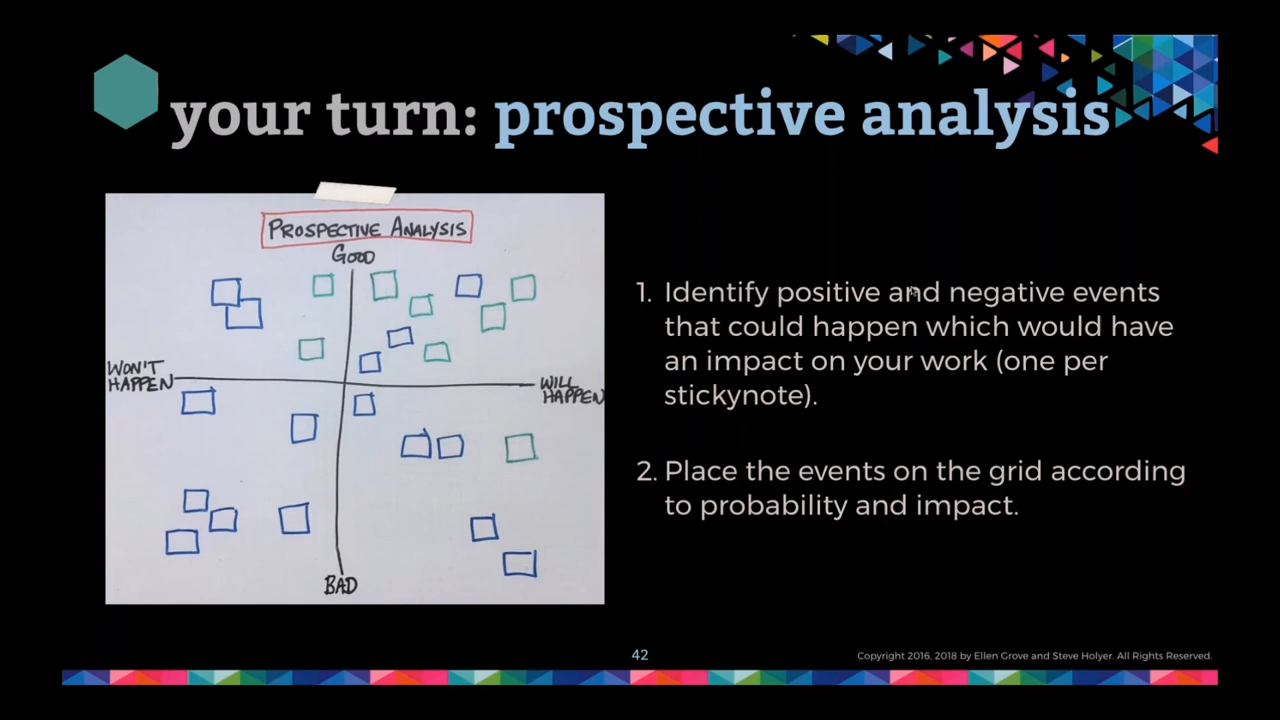 your turn: prospective analysis
PROSPECTIVE ANALYSIS
GOOD
WON'T
HAPPEN
WILL
HAPPEN
BAD
1. Identify positive and negative events
that could happen which would have
an impact on your work (one per
stickynote).
2. Place the events on the grid according
to probability and impact.
42
Copyright 2016, 2018 by Ellen Grove and Steve Holyer. All Rights Reserved.